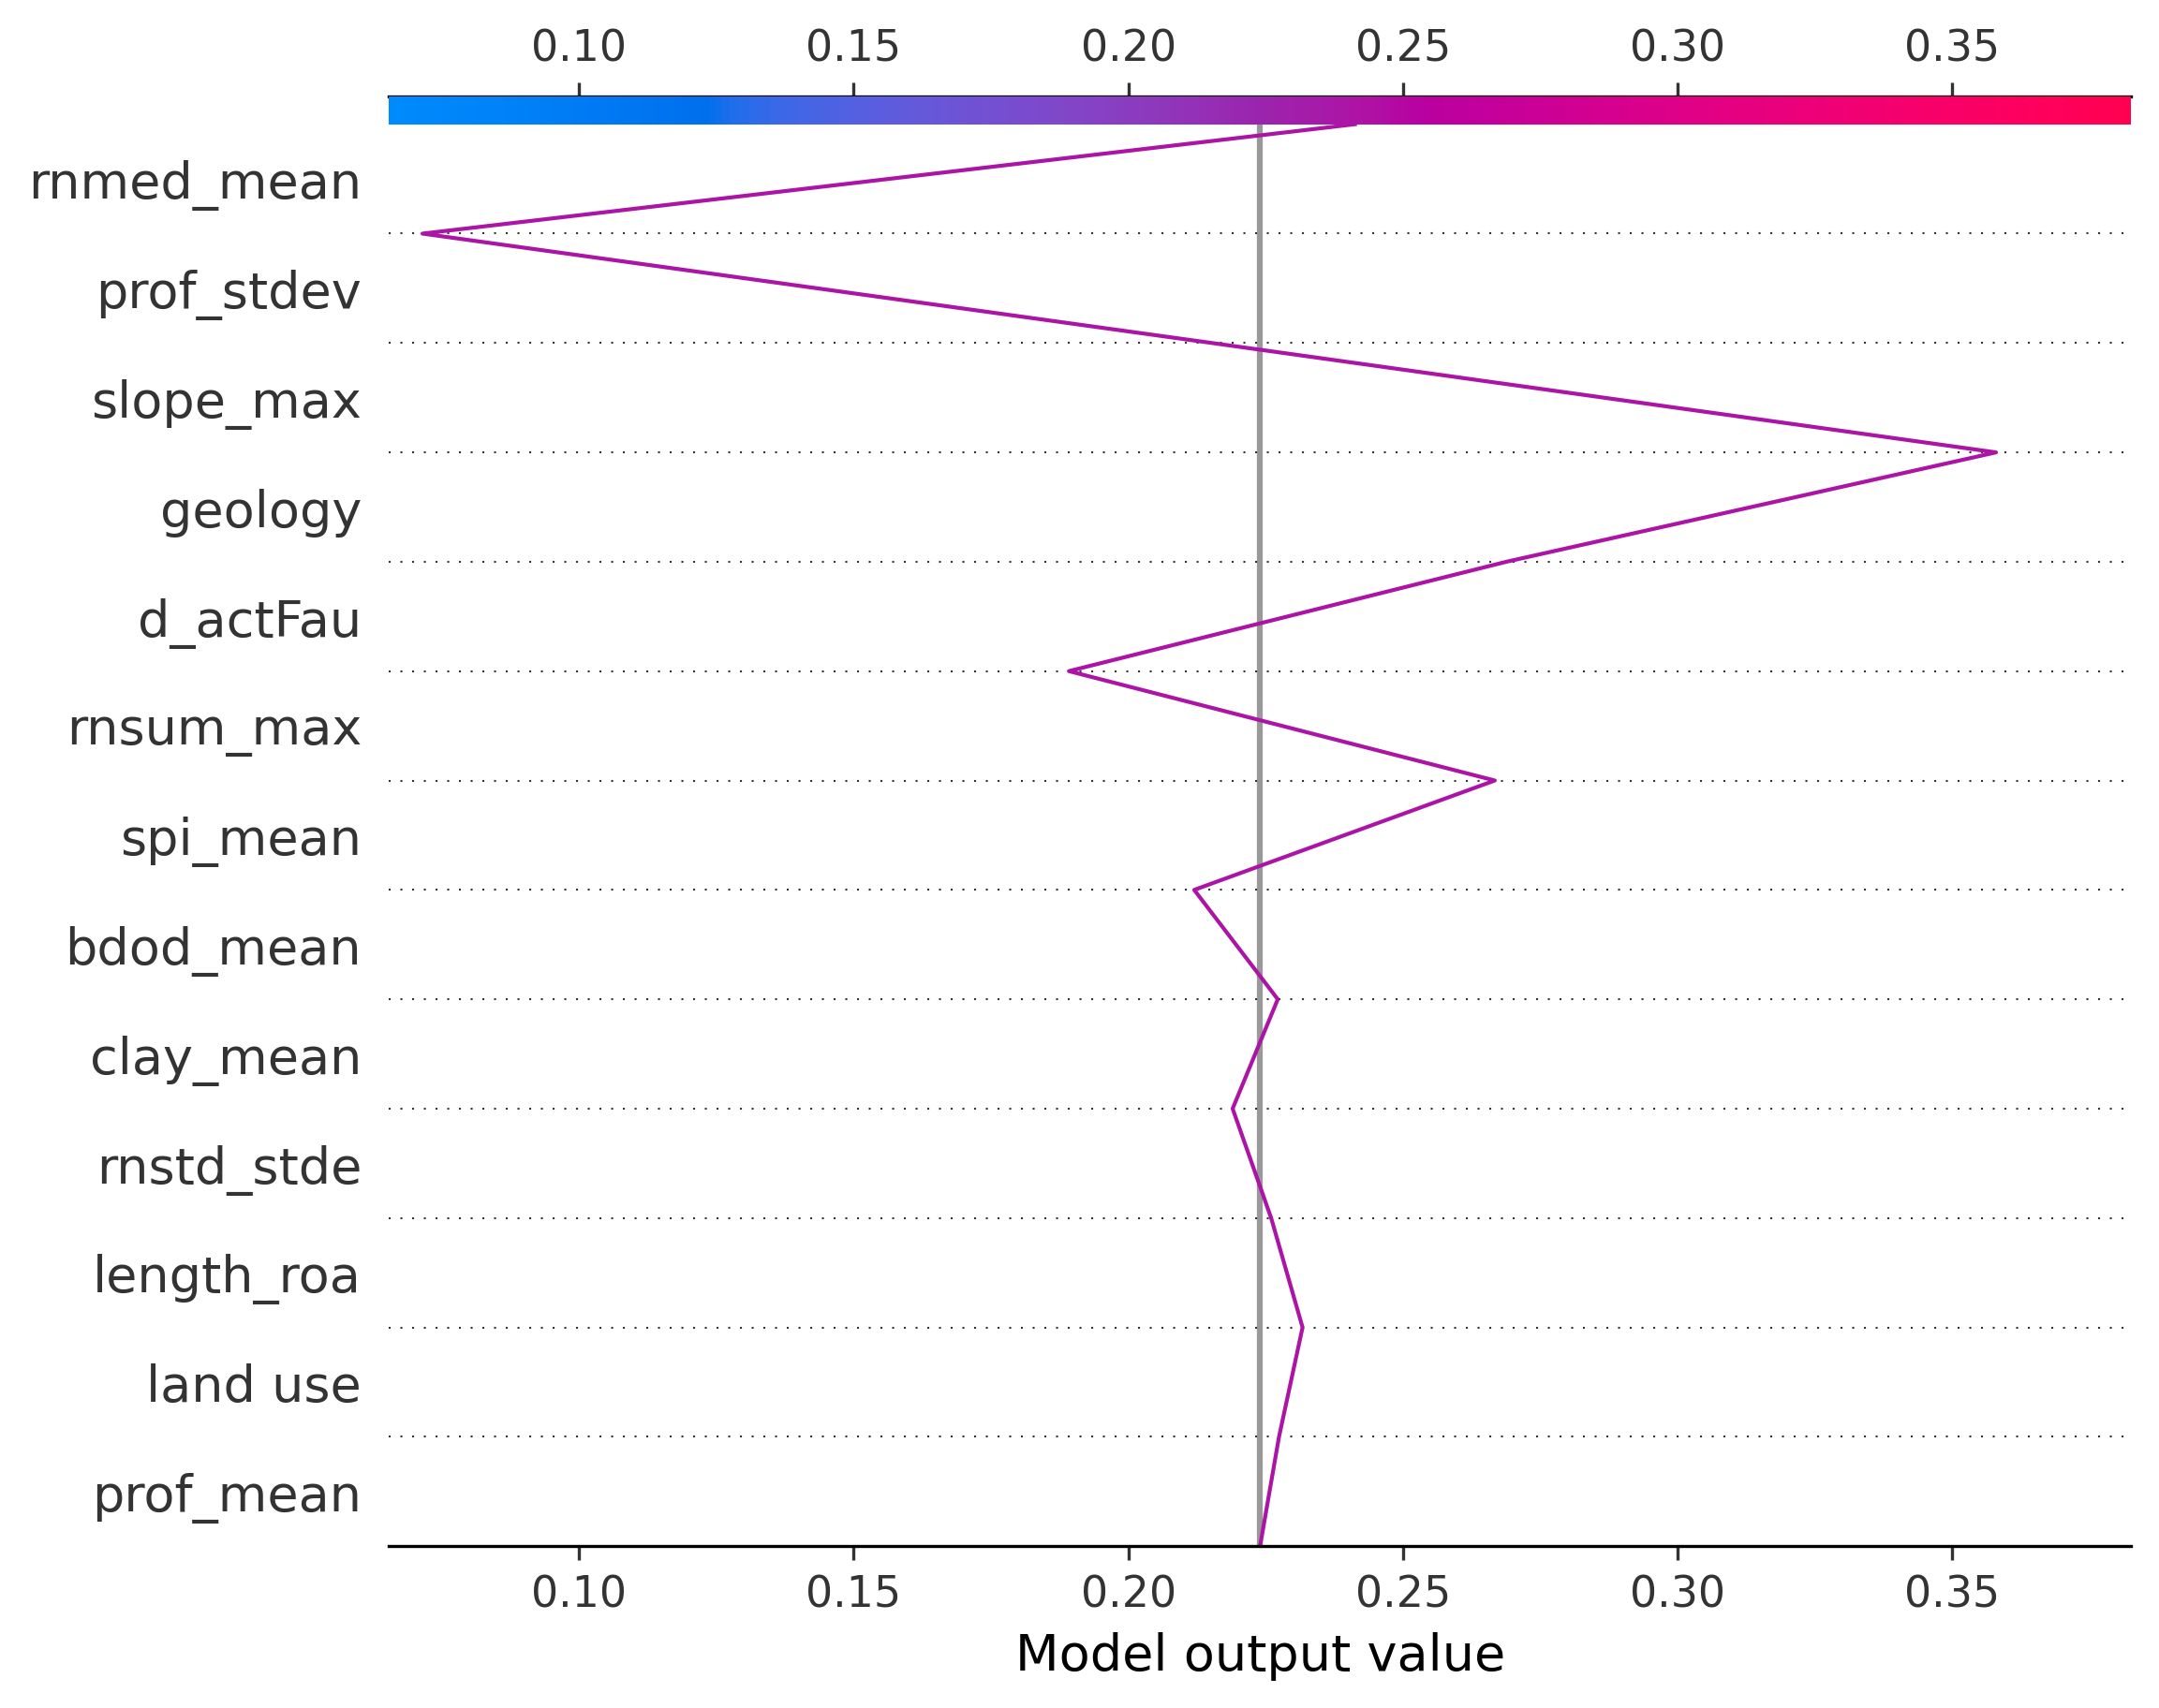 0.10 0.15 0.20 0.25 0.30 0.35
rnmed_mean
prof_stdev
slope_max
geology
d_actFau
rnsum_max
spi_mean
bdod_mean
clay_mean
rnstd_stde
length_roa
land use
prof_mean
0.10 0.15 0.20 0.25 0.30 0.35
Model output value